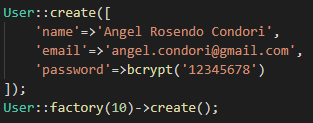 User::create([
'name'=>'Angel Rosendo Condori',
'email'=>'angel.condori@gmail.com',
'password'=>bcrypt('12345678')
]);
User::factory(10)->create();